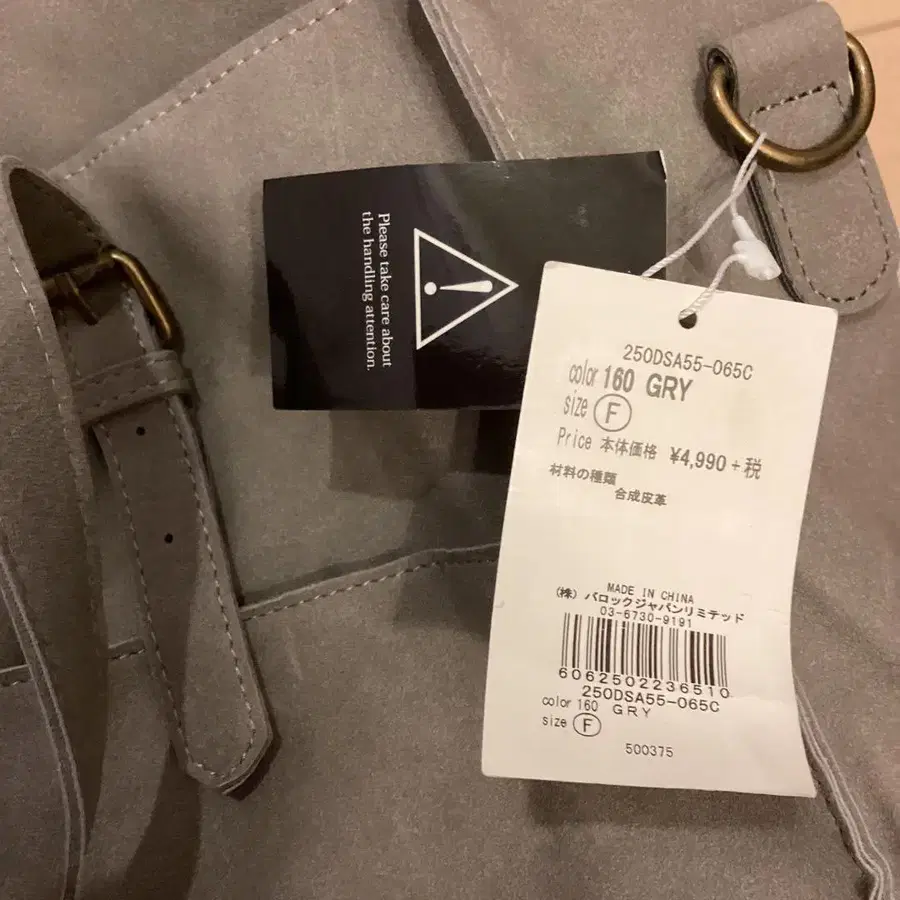 Please take care about
the handling attention.
250DSA55-065C
color 160 GRY
size F
Price 本体価格 ¥4,990+税
材料の種類
合成皮革
MADE IN CHINA
(株) バロックジャパンリミテッド
03-6730-9191
6062502236510
250DSA55-065C
color 160 GRY
size F
500375